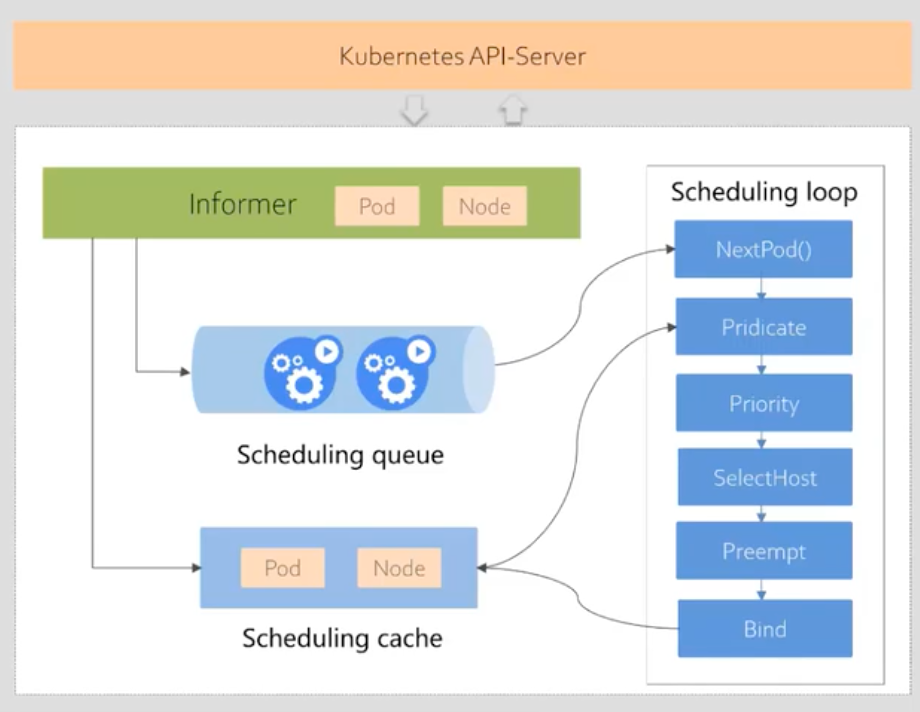 Kubernetes API-Server
Informer
Pod
Node
Scheduling queue
Pod
Node
Scheduling cache
Scheduling loop
NextPod()
Pridicate
Priority
SelectHost
Preempt
Bind